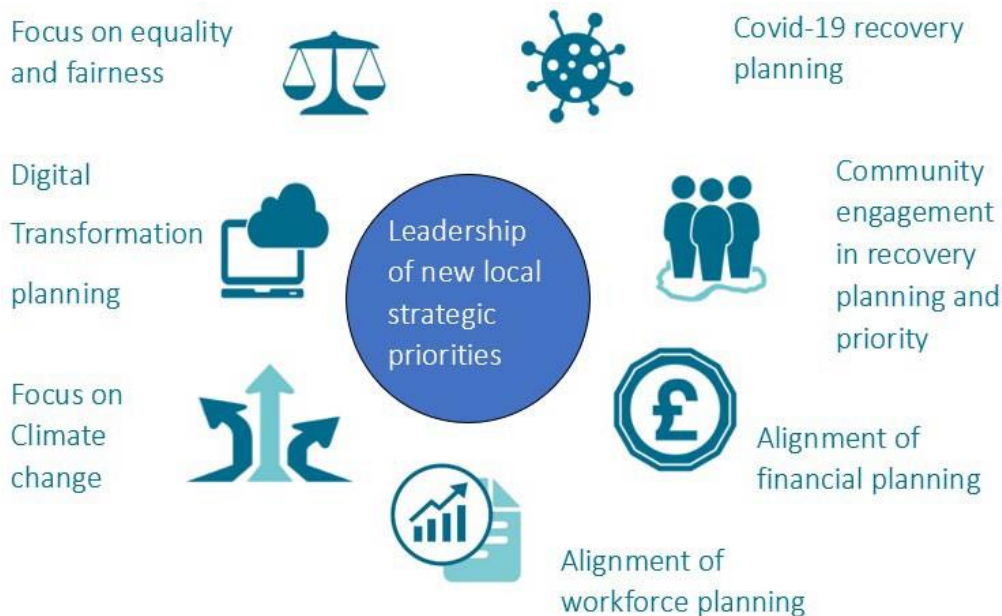 Focus on equality
and fairness
Covid-19 recovery
planning
Digital
Transformation
planning
Leadership
of new local
strategic
priorities
Community
engagement
in recovery
planning and
priority
Focus on
Climate
change
£
Alignment of
financial planning
Alignment of
workforce planning